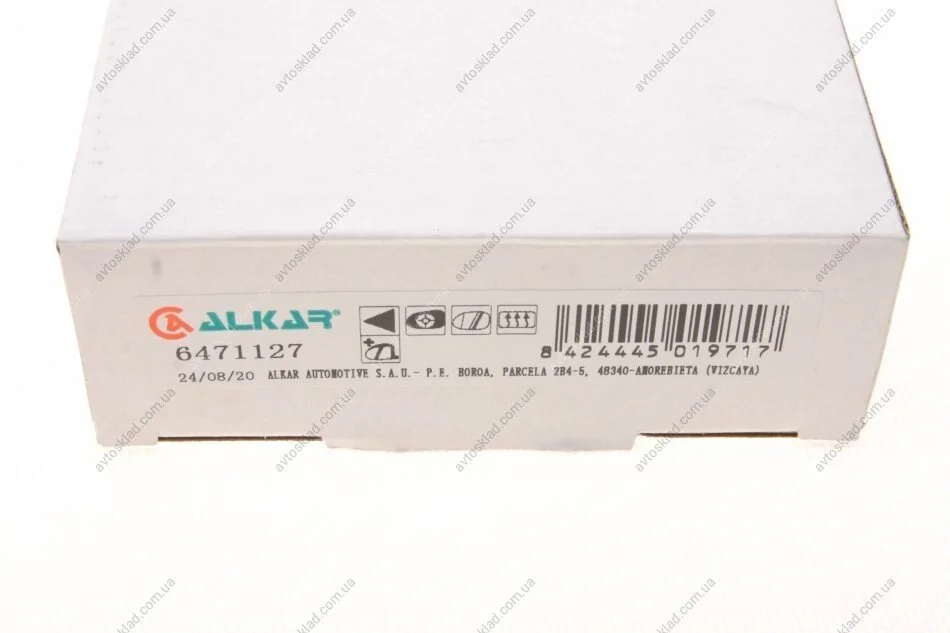 ALKAR®
6471127
8 424445 019717
24/08/20 ALKAR AUTOMOTIVE S.A.U.- P.E. BOROA, PARCELA 2B4-5, 48340-AMOREBIETA (VIZCAYA)
avtosklad.com.ua